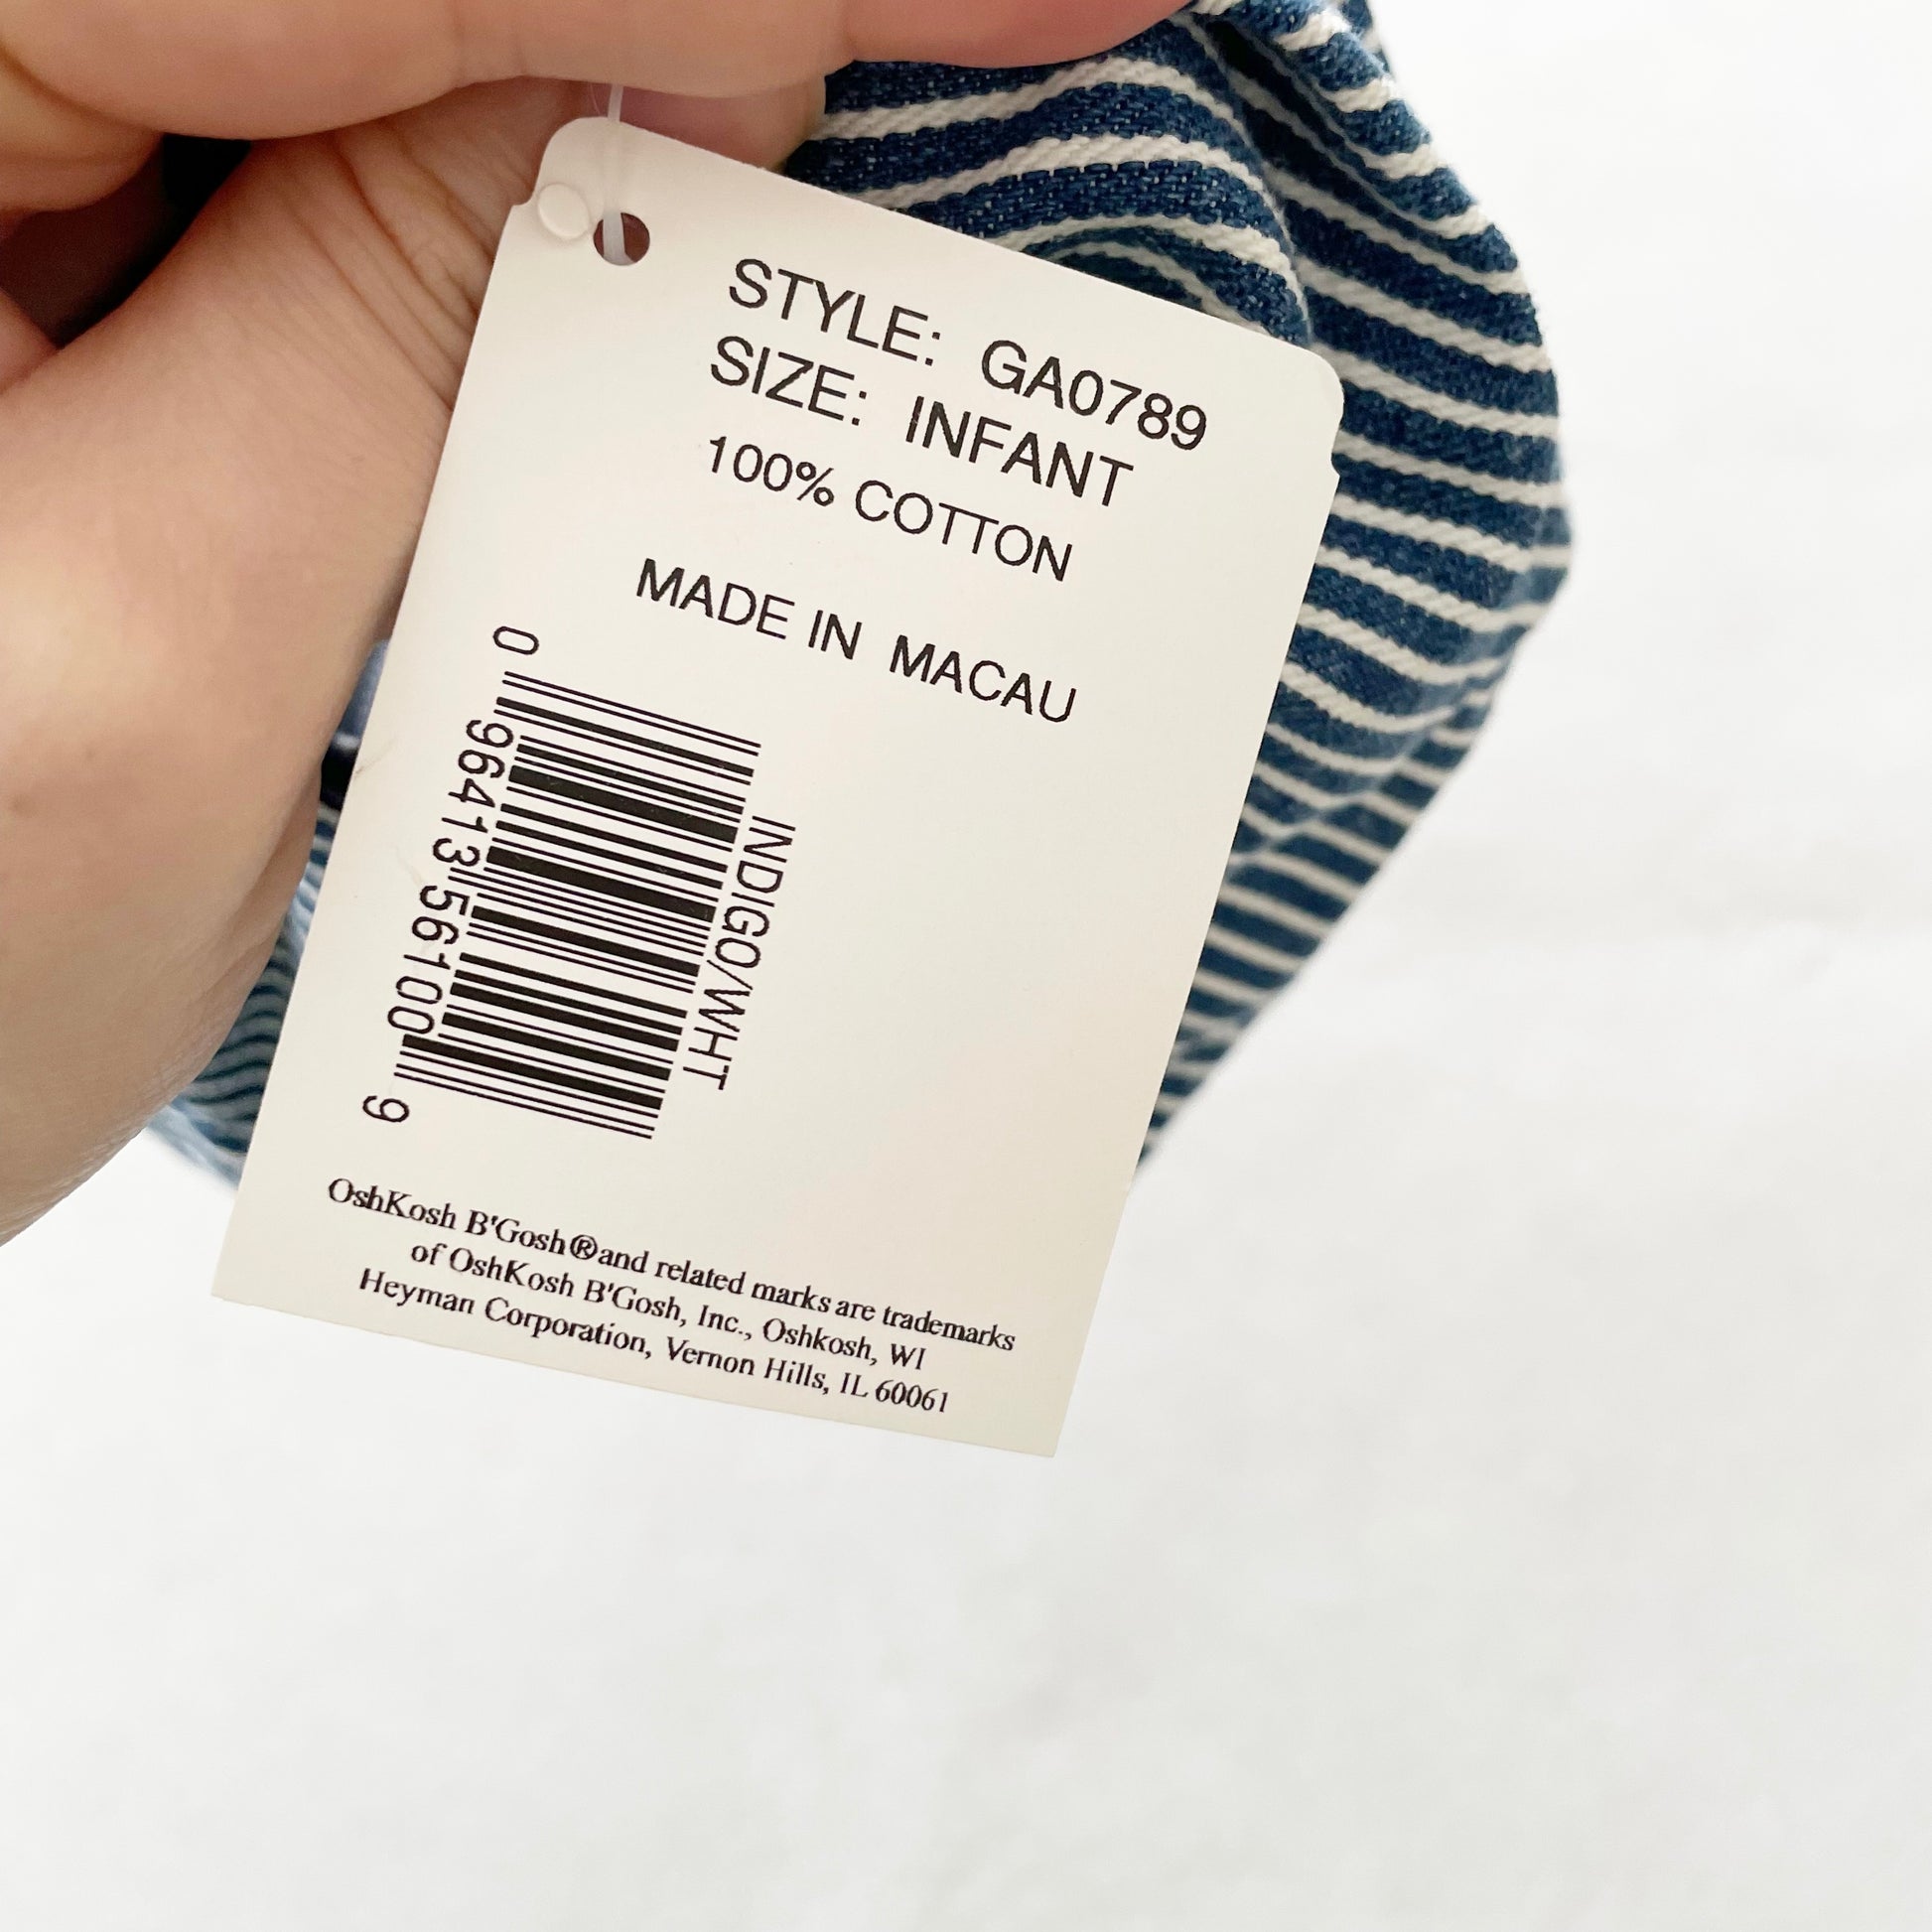 STYLE: GA0789
SIZE: INFANT
100% COTTON
MADE IN MACAU
INDIGO/WHT
0 96413 56100 9
OshKosh B'Gosh®and related marks are trademarks
of OshKosh B'Gosh, Inc., Oshkosh, WI
Heyman Corporation, Vernon Hills, IL 60061